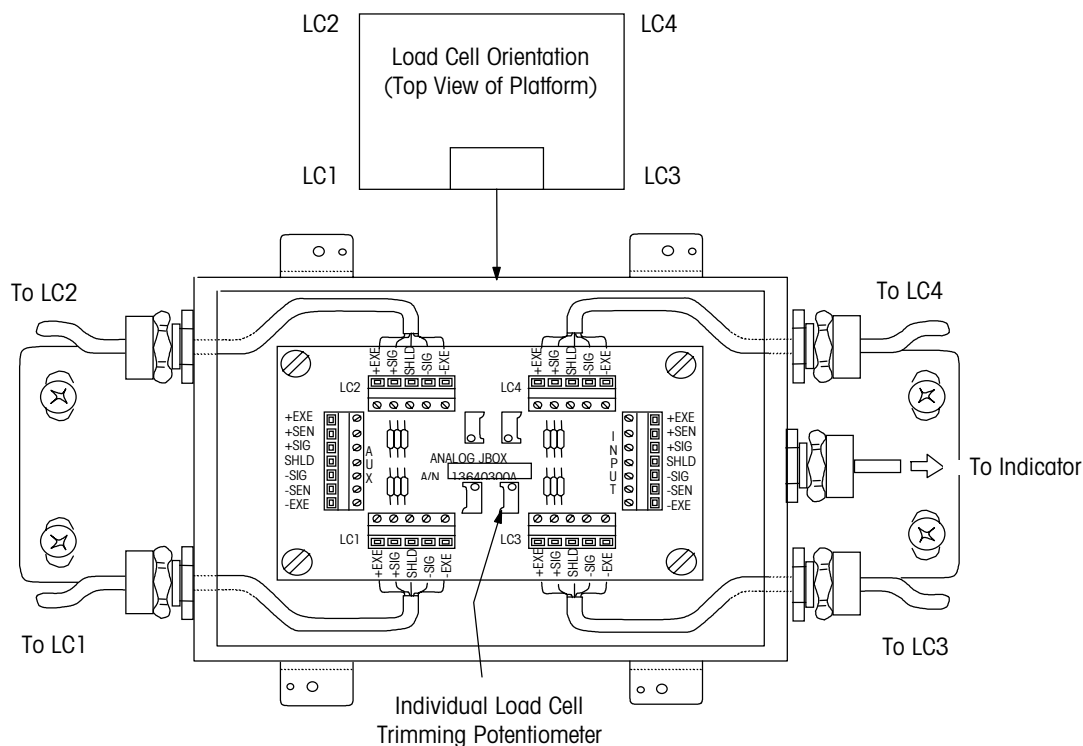 LC2
LC4
Load Cell Orientation
(Top View of Platform)
LC1
LC3
To LC2
To LC4
+EXE
+SIG
SHLD
-SIG
-EXE
LC2
+EXE
+SIG
SHLD
-SIG
-EXE
LC4
+EXE
+SEN
+SIG
SHLD
-SIG
-SEN
-EXE
AUX
ANALOG JBOX
A/N 13640300A
INPUT
+EXE
+SEN
+SIG
SHLD
-SIG
-SEN
-EXE
To Indicator
LC1
+EXE
+SIG
SHLD
-SIG
-EXE
LC3
+EXE
+SIG
SHLD
-SIG
-EXE
To LC1
To LC3
Individual Load Cell
Trimming Potentiometer